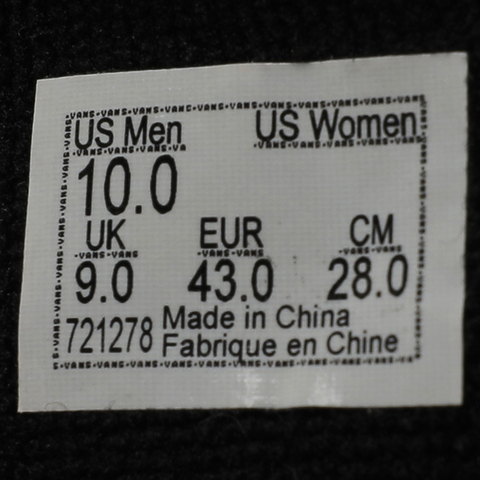 US Men US Women
10.0
UK EUR CM
9.0 43.0 28.0
721278 Made in China
Fabrique en Chine